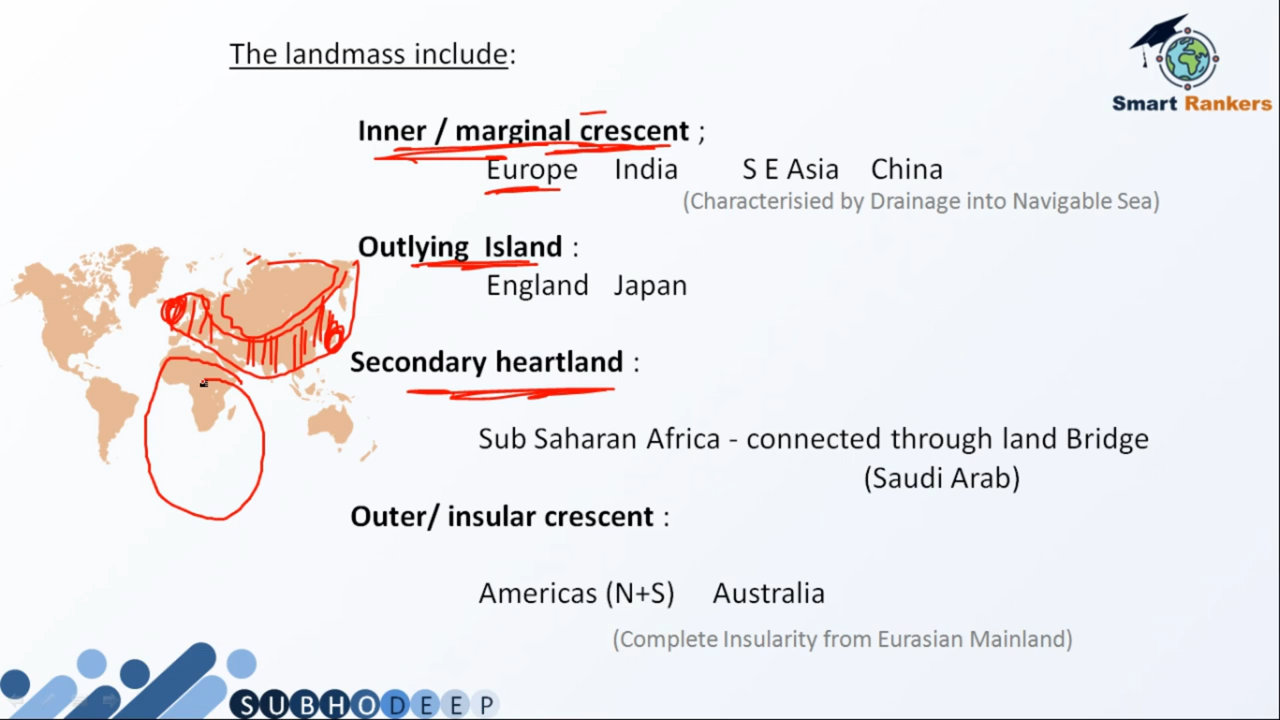 The landmass include:
Smart Rankers
Inner / marginal crescent ;
Europe India S E Asia China
(Characterisied by Drainage into Navigable Sea)
Outlying Island :
England Japan
Secondary heartland :
Sub Saharan Africa - connected through land Bridge
(Saudi Arab)
Outer/ insular crescent :
Americas (N+S) Australia
(Complete Insularity from Eurasian Mainland)
SUBHODEEP